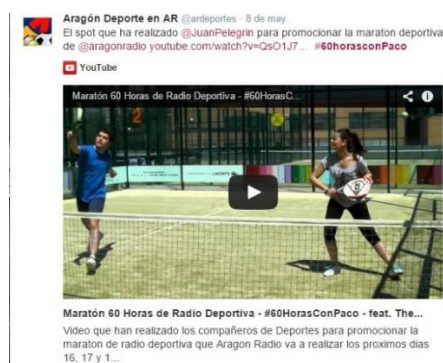 Aragón Deporte en AR @ardeportes · 8 de may.
El spot que ha realizado @JuanPelegrin para promocionar la maraton deportiva
de @aragonradio youtube.com/watch?v=QsO1J7... #60horasconPaco
YouTube
Maratón 60 Horas de Radio Deportiva - #60HorasC...
2
Maratón 60 Horas de Radio Deportiva - #60HorasConPaco - feat. The...
Video que han realizado los compañeros de Deportes para promocionar la
maraton de radio deportiva que Aragon Radio va a realizar los proximos dias
16, 17 y 1...